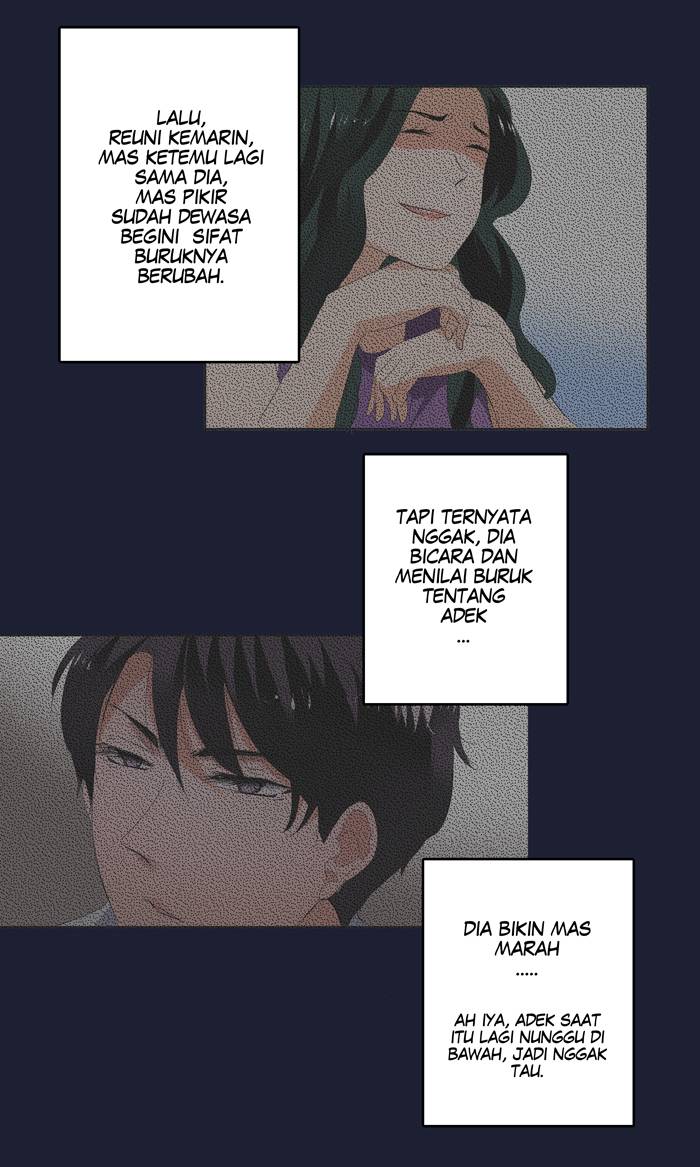 LALU,
REUNI KEMARIN,
MAS KETEMU LAGI
SAMA DIA,
MAS PIKIR
SUDAH DEWASA
BEGINI SIFAT
BURUKNYA
BERUBAH.
TAPI TERNYATA
NGGAK, DIA
BICARA DAN
MENILAI BURUK
TENTANG
ADEK
...
DIA BIKIN MAS
MARAH
.....
AH IYA, ADEK SAAT
ITU LAGI NUNGGU DI
BAWAH, JADI NGGAK
TAU.